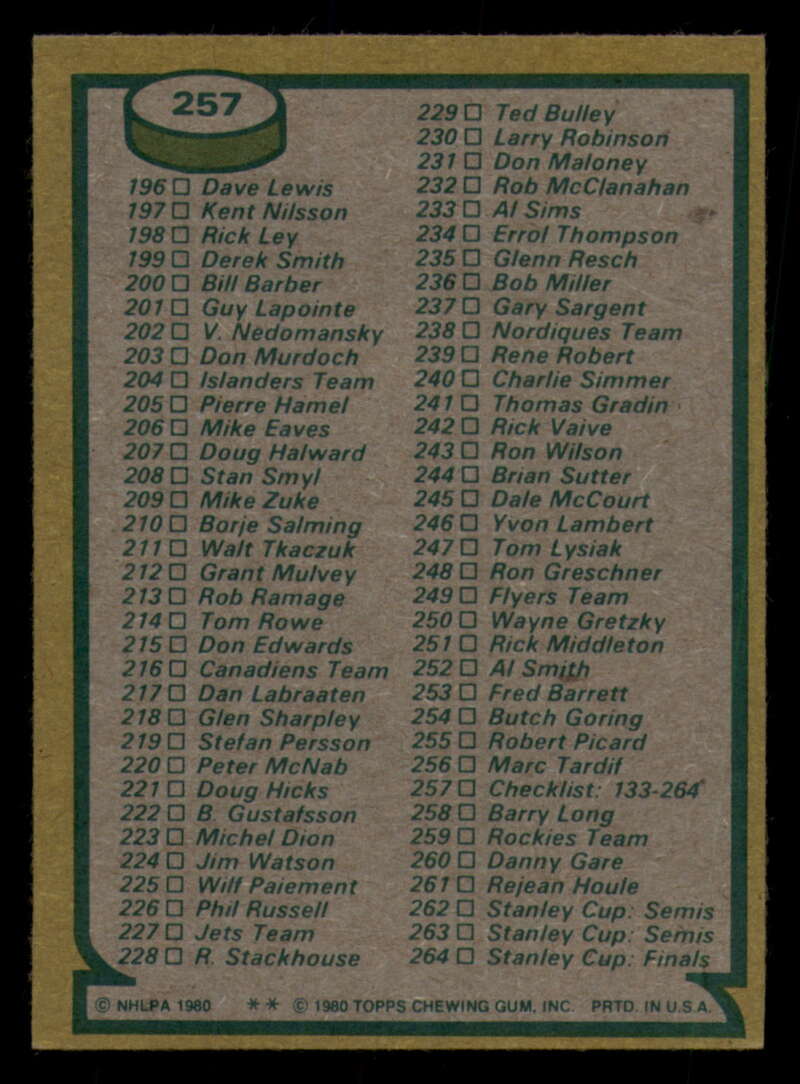 257
196 ☐ Dave Lewis
197 ☐ Kent Nilsson
198 ☐ Rick Ley
199 ☐ Derek Smith
200 ☐ Bill Barber
201 ☐ Guy Lapointe
202 ☐ V. Nedomansky
203 ☐ Don Murdoch
204 ☐ Islanders Team
205 ☐ Pierre Hamel
206 ☐ Mike Eaves
207 ☐ Doug Halward
208 ☐ Stan Smyl
209 ☐ Mike Zuke
210 ☐ Borje Salming
211 ☐ Walt Tkaczuk
212 ☐ Grant Mulvey
213 ☐ Rob Ramage
214 ☐ Tom Rowe
215 ☐ Don Edwards
216 ☐ Canadiens Team
217 ☐ Dan Labraaten
218 ☐ Glen Sharpley
219 ☐ Stefan Persson
220 ☐ Peter McNab
221 ☐ Doug Hicks
222 ☐ B. Gustafsson
223 ☐ Michel Dion
224 ☐ Jim Watson
225 ☐ Wilf Paiement
226 ☐ Phil Russell
227 ☐ Jets Team
228 ☐ R. Stackhouse
229 ☐ Ted Bulley
230 ☐ Larry Robinson
231 ☐ Don Maloney
232 ☐ Rob McClanahan
233 ☐ Al Sims
234 ☐ Errol Thompson
235 ☐ Glenn Resch
236 ☐ Bob Miller
237 ☐ Gary Sargent
238 ☐ Nordiques Team
239 ☐ Rene Robert
240 ☐ Charlie Simmer
241 ☐ Thomas Gradin
242 ☐ Rick Vaive
243 ☐ Ron Wilson
244 ☐ Brian Sutter
245 ☐ Dale McCourt
246 ☐ Yvon Lambert
247 ☐ Tom Lysiak
248 ☐ Ron Greschner
249 ☐ Flyers Team
250 ☐ Wayne Gretzky
251 ☐ Rick Middleton
252 ☐ Al Smith
253 ☐ Fred Barrett
254 ☐ Butch Goring
255 ☐ Robert Picard
256 ☐ Marc Tardif
257 ☐ Checklist: 133-264
258 ☐ Barry Long
259 ☐ Rockies Team
260 ☐ Danny Gare
261 ☐ Rejean Houle
262 ☐ Stanley Cup: Semis
263 ☐ Stanley Cup: Semis
264 ☐ Stanley Cup: Finals
© NHLPA 1980 ** © 1980 TOPPS CHEWING GUM, INC. PRTD. IN U.S.A.